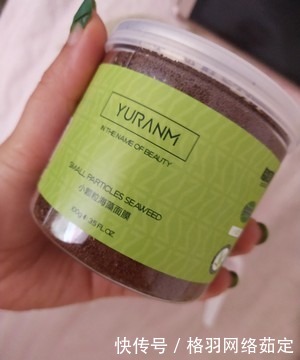 YURANM
IN THE NAME OF BEAUTY
SMALL PARTICLES SEAWEED
小颗粒海藻面膜
快传号 / 格羽网络茹定